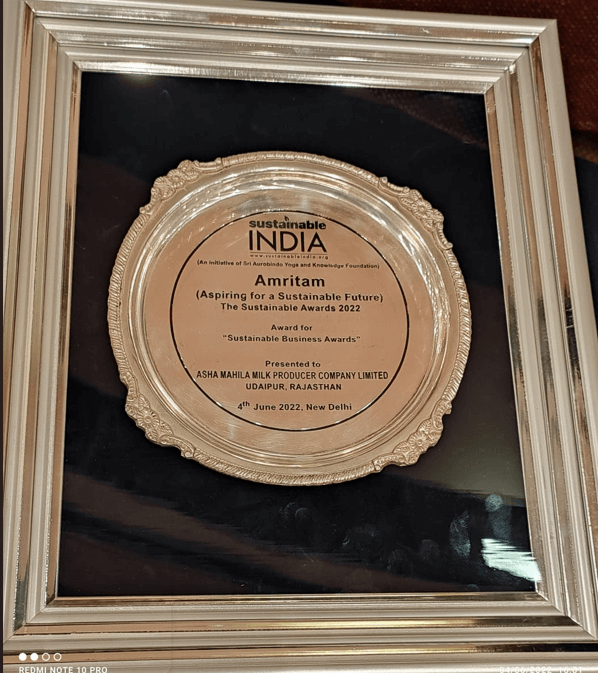 sustainable
INDIA
www.sustainableindia.org
(An initiative of Sri Aurobindo Yoga and Knowledge Foundation)
Amritam
(Aspiring for a Sustainable Future)
The Sustainable Awards 2022
Award for
"Sustainable Business Awards"
Presented to
ASHA MAHILA MILK PRODUCER COMPANY LIMITED
UDAIPUR, RAJASTHAN
4th June 2022, New Delhi
REDMI NOTE 10 PRO